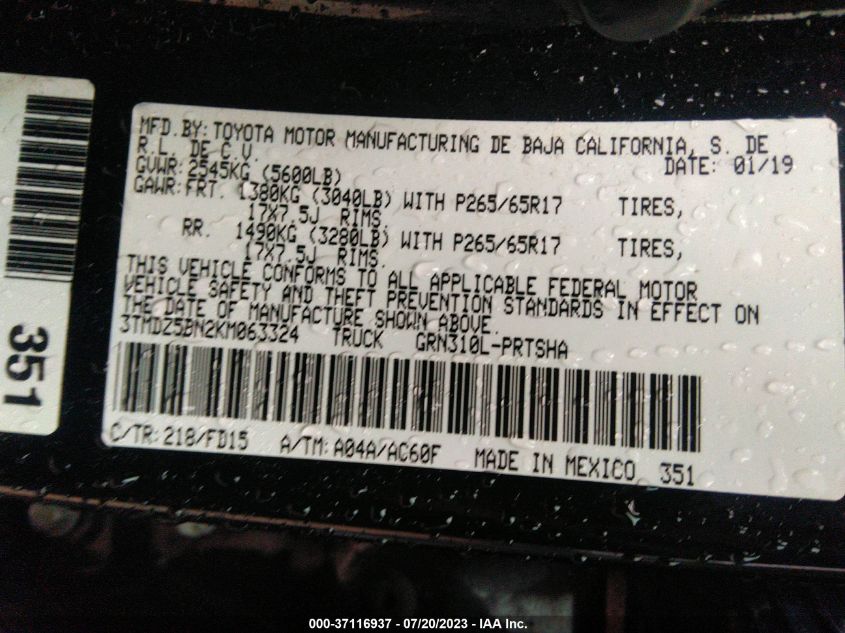 MFD.BY:TOYOTA MOTOR MANUFACTURING DE BAJA CALIFORNIA, S. DE
R.L. DE C.V. DATE: 01/19
GVWR:2545KG (5600LB)
GAWR:FRT. 1380KG (3040LB) WITH P265/65R17 TIRES,
17X7.5J RIMS.
RR. 1490KG (3280LB) WITH P265/65R17 TIRES,
17X7.5J RIMS.
THIS VEHICLE CONFORMS TO ALL APPLICABLE FEDERAL MOTOR
VEHICLE SAFETY AND THEFT PREVENTION STANDARDS IN EFFECT ON
THE DATE OF MANUFACTURE SHOWN ABOVE.
3TMDZ5BN2KM063324 TRUCK GRN310L-PRTSHA
C/TR:218/FD15 A/TM:A04A/AC60F MADE IN MEXICO 351
351
000-37116937 - 07/20/2023 - IAA Inc.